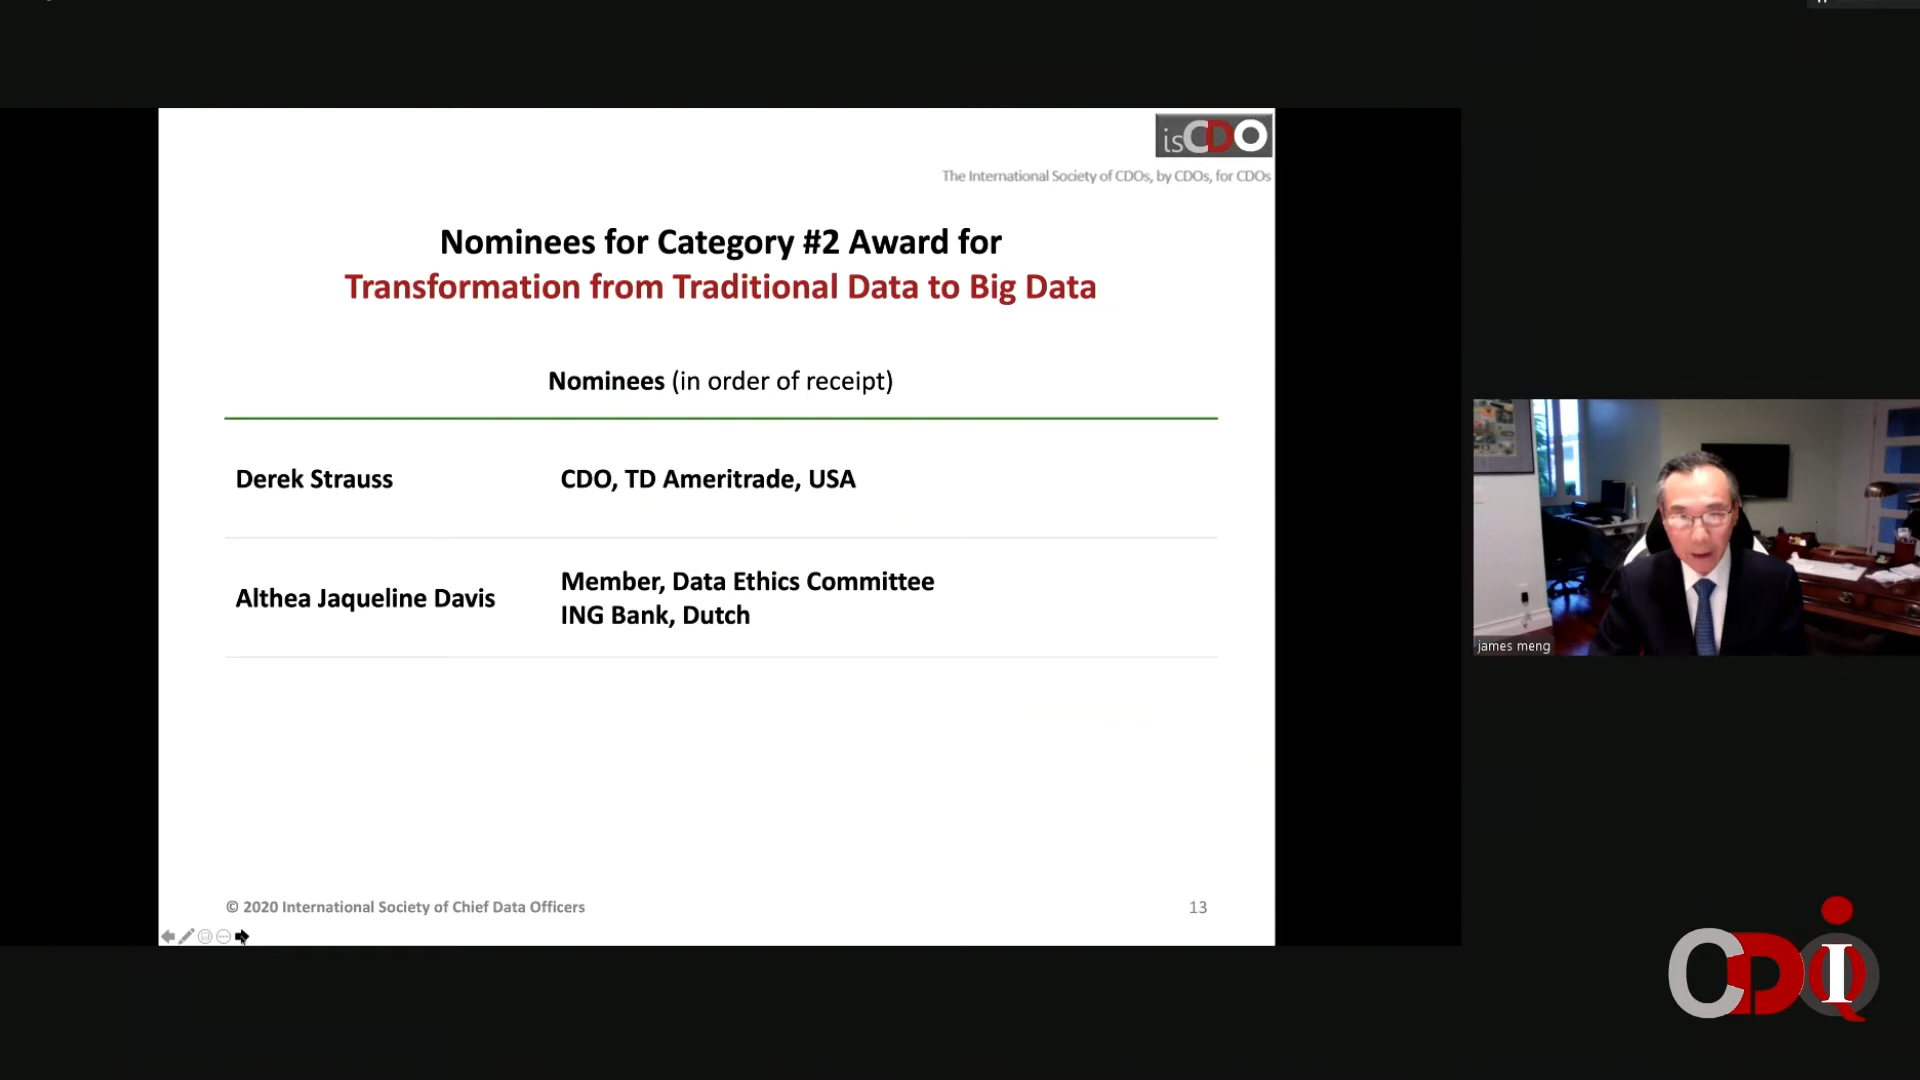 isCDO
The International Society of CDOs, by CDOs, for CDOs
Nominees for Category #2 Award for
Transformation from Traditional Data to Big Data
Nominees (in order of receipt)
Derek Strauss
CDO, TD Ameritrade, USA
Althea Jaqueline Davis
Member, Data Ethics Committee
ING Bank, Dutch
© 2020 International Society of Chief Data Officers
13
james meng
CDOIQ